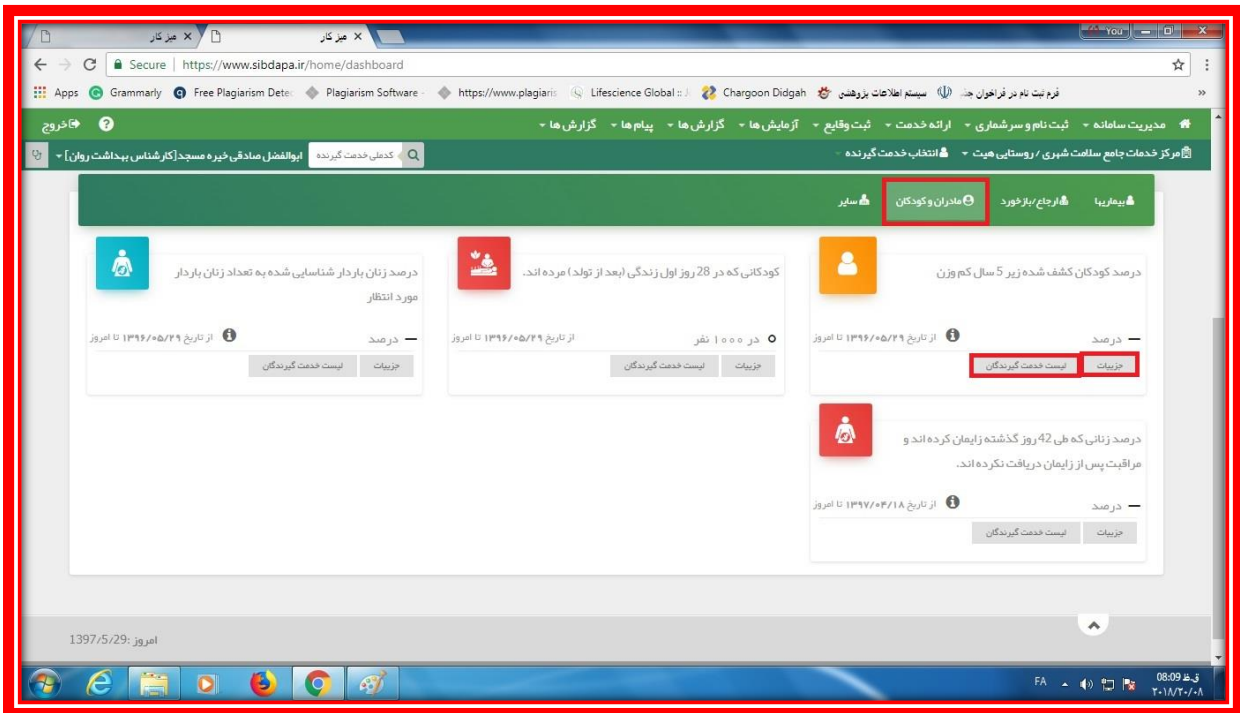 میز کار
میز کار
You
Secure | https://www.sibdapa.ir/home/dashboard
Apps Grammarly Free Plagiarism Detec Plagiarism Software - https://www.plagiaris Lifescience Global :: J Chargoon Didgah سیستم اطلاعات پژوهشی فرم ثبت نام در فراخوان جذ »
مدیریت سامانه ثبت نام و سرشماری ارائه خدمت ثبت وقایع آزمایش ها گزارش ها پیام ها گزارش ها خروج
مرکز خدمات جامع سلامت شهری / روستایی هیت انتخاب خدمت گیرنده کدملی خدمت گیرنده ابوالفضل صادقی خیره مسجد[کارشناس بهداشت روان]
بیماریها ارجاع/بازخورد مادران و کودکان سایر
درصد کودکان کشف شده زیر 5 سال کم وزن
— درصد
از تاریخ ۱۳۹۶/۰۵/۲۹ تا امروز
جزییات لیست خدمت گیرندگان
کودکانی که در 28 روز اول زندگی (بعد از تولد) مرده اند.
۰ در ۱۰۰۰ نفر
از تاریخ ۱۳۹۶/۰۵/۲۹ تا امروز
جزییات لیست خدمت گیرندگان
درصد زنان باردار شناسایی شده به تعداد زنان باردار
مورد انتظار
— درصد
از تاریخ ۱۳۹۶/۰۵/۲۹ تا امروز
جزییات لیست خدمت گیرندگان
درصد زنانی که طی 42 روز گذشته زایمان کرده اند و
مراقبت پس از زایمان دریافت نکرده اند.
— درصد
از تاریخ ۱۳۹۷/۰۴/۱۸ تا امروز
جزییات لیست خدمت گیرندگان
امروز :1397/5/29
FA
08:09 ق.ظ